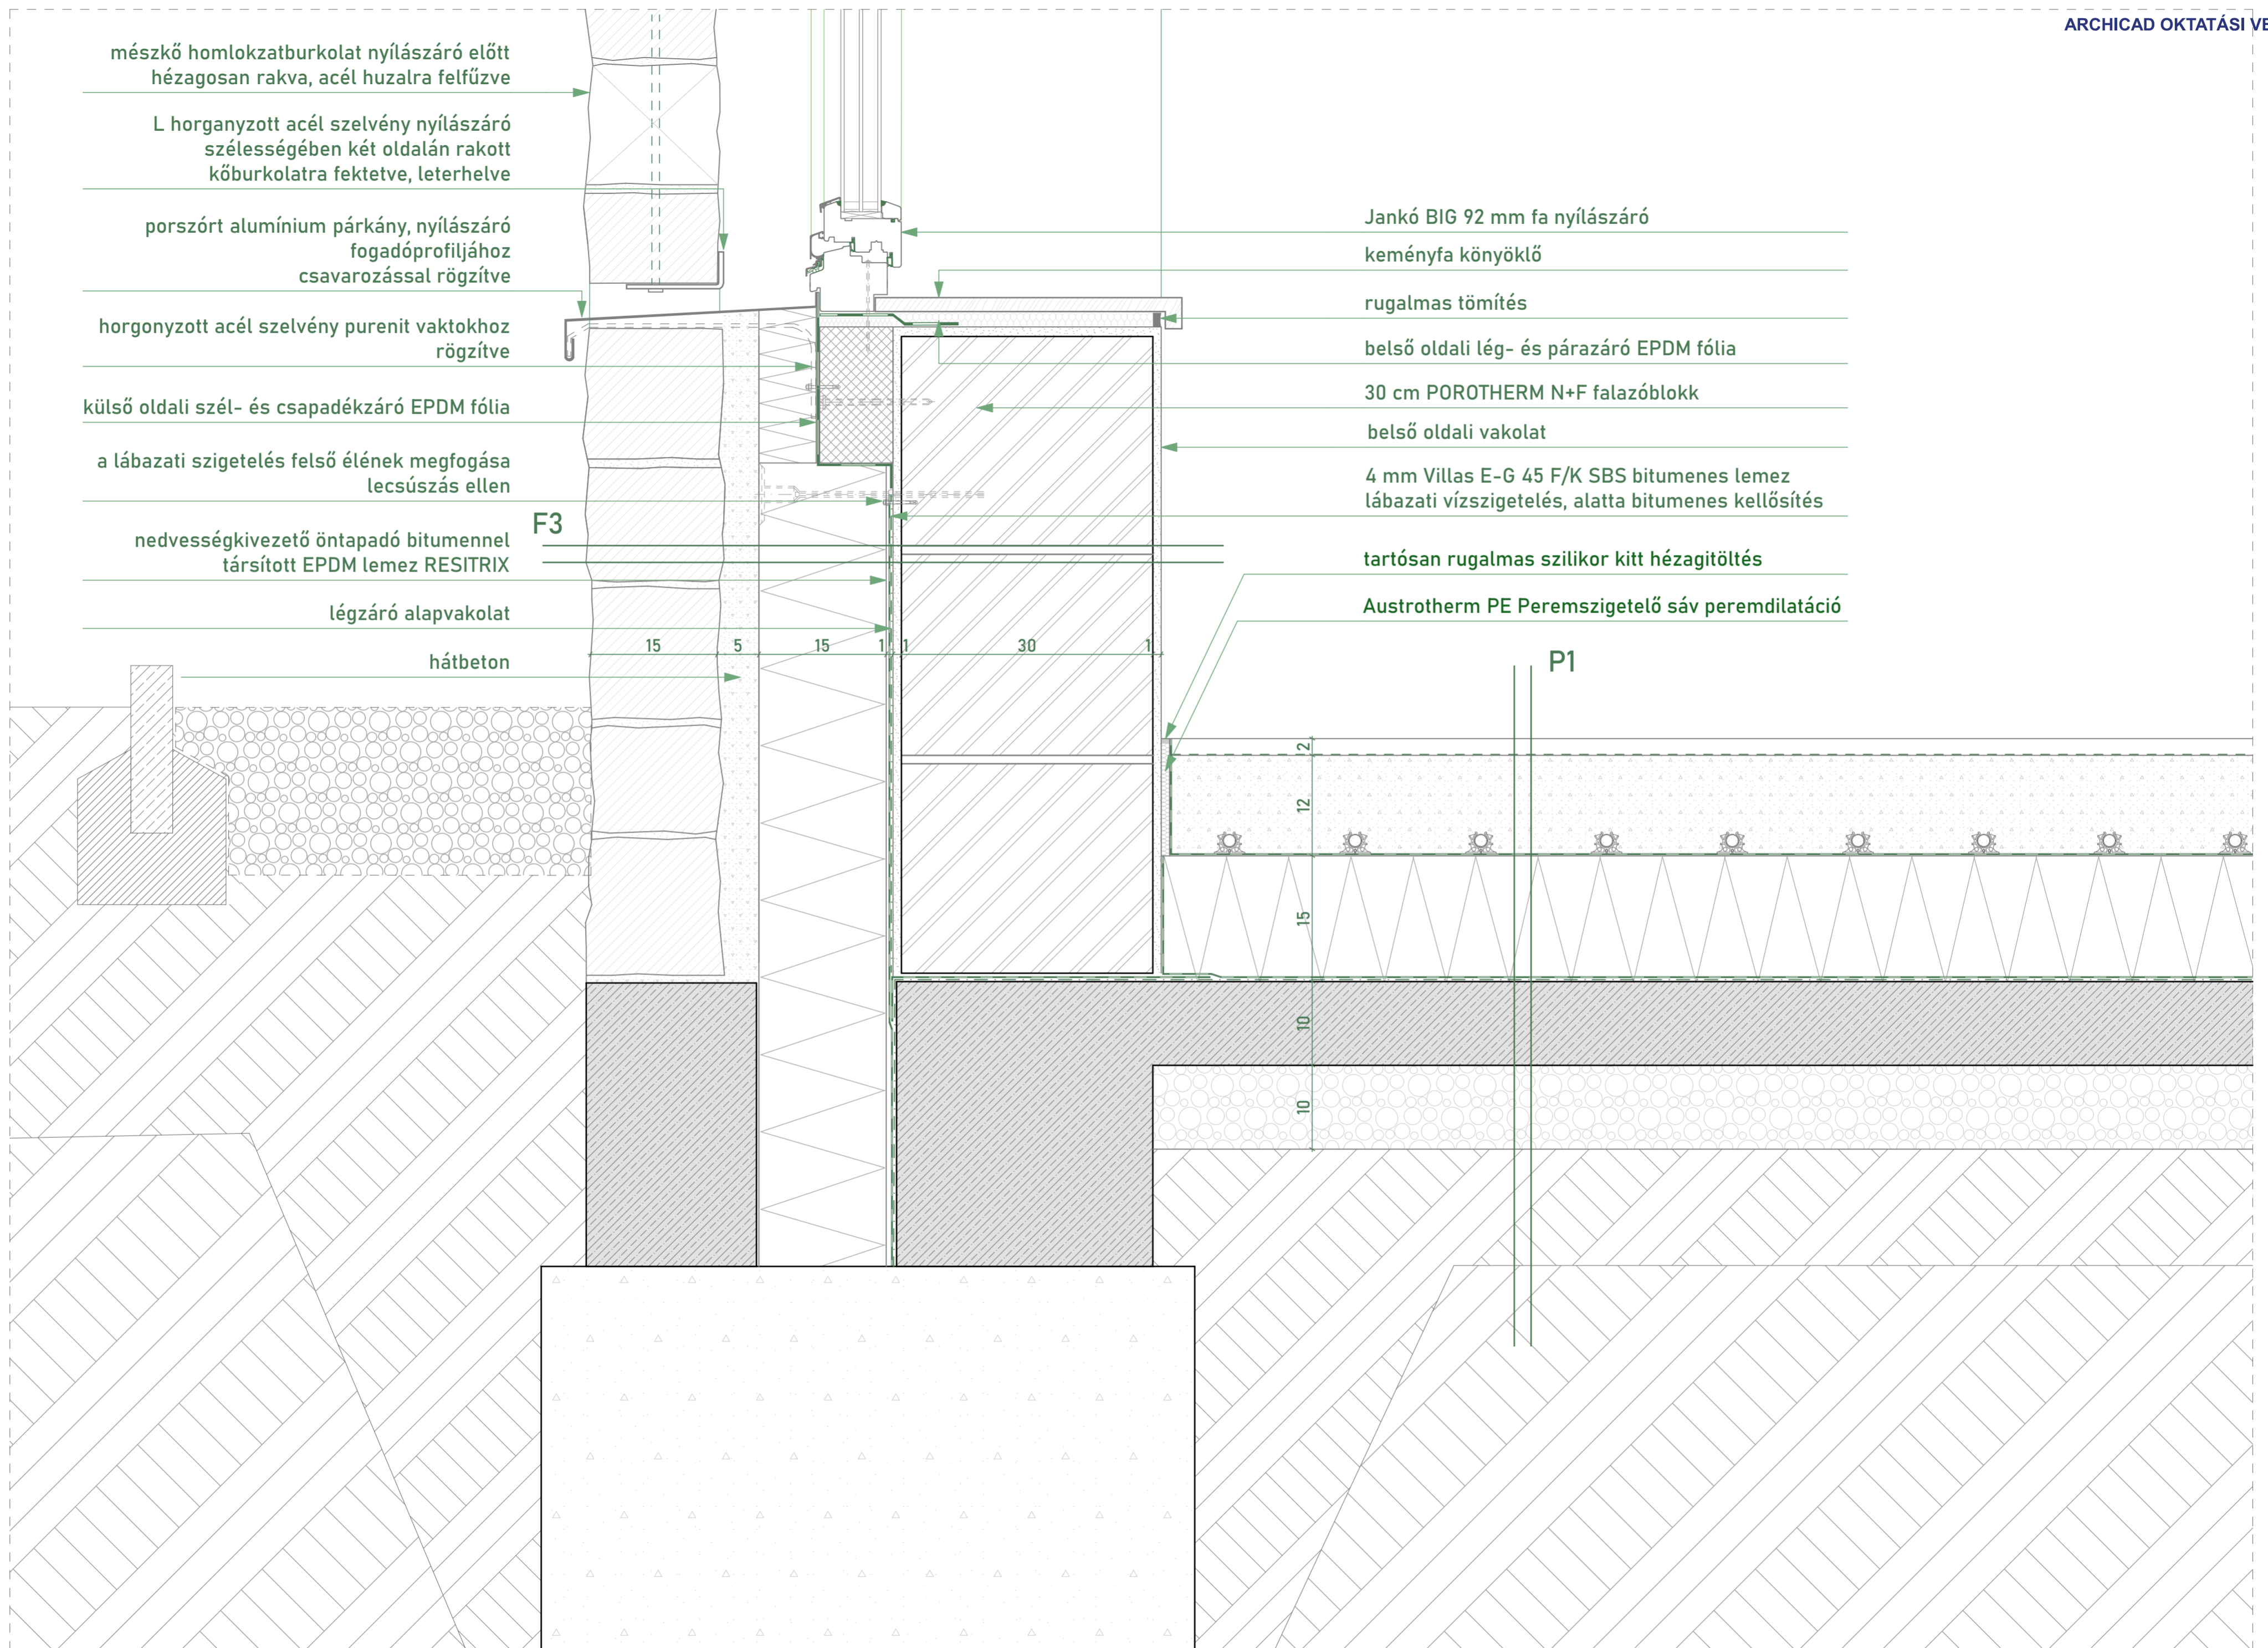 ARCHICAD OKTATÁSI VE
mészkő homlokzatburkolat nyílászáró előtt
hézagosan rakva, acél huzalra felfűzve
L horganyzott acél szelvény nyílászáró
szélességében két oldalán rakott
kőburkolatra fektetve, leterhelve
porszórt alumínium párkány, nyílászáró
fogadóprofiljához
csavarozással rögzítve
horgonyzott acél szelvény purenit vaktokhoz
rögzítve
külső oldali szél- és csapadékzáró EPDM fólia
a lábazati szigetelés felső élének megfogása
lecsúszás ellen
F3
nedvességkivezető öntapadó bitumennel
társított EPDM lemez RESITRIX
légzáró alapvakolat
hátbeton
15 5 15 1 1 30 1
Jankó BIG 92 mm fa nyílászáró
keményfa könyöklő
rugalmas tömítés
belső oldali lég- és párazáró EPDM fólia
30 cm POROTHERM N+F falazóblokk
belső oldali vakolat
4 mm Villas E-G 45 F/K SBS bitumenes lemez
lábazati vízszigetelés, alatta bitumenes kellősítés
tartósan rugalmas szilikor kitt hézagitöltés
Austrotherm PE Peremszigetelő sáv peremdilatáció
P1
2
12
15
10
10